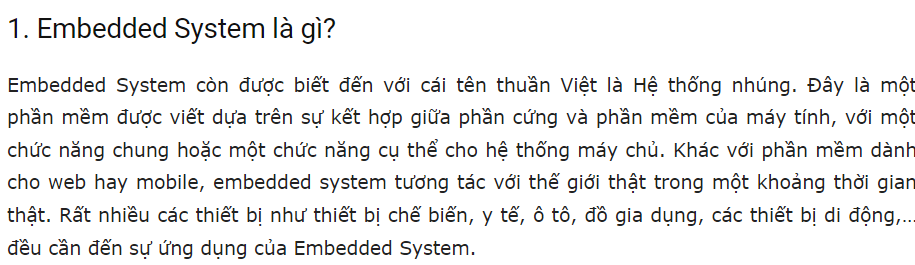 1. Embedded System là gì?
Embedded System còn được biết đến với cái tên thuần Việt là Hệ thống nhúng. Đây là một
phần mềm được viết dựa trên sự kết hợp giữa phần cứng và phần mềm của máy tính, với một
chức năng chung hoặc một chức năng cụ thể cho hệ thống máy chủ. Khác với phần mềm dành
cho web hay mobile, embedded system tương tác với thế giới thật trong một khoảng thời gian
thật. Rất nhiều các thiết bị như thiết bị chế biến, y tế, ô tô, đồ gia dụng, các thiết bị di động,...
đều cần đến sự ứng dụng của Embedded System.